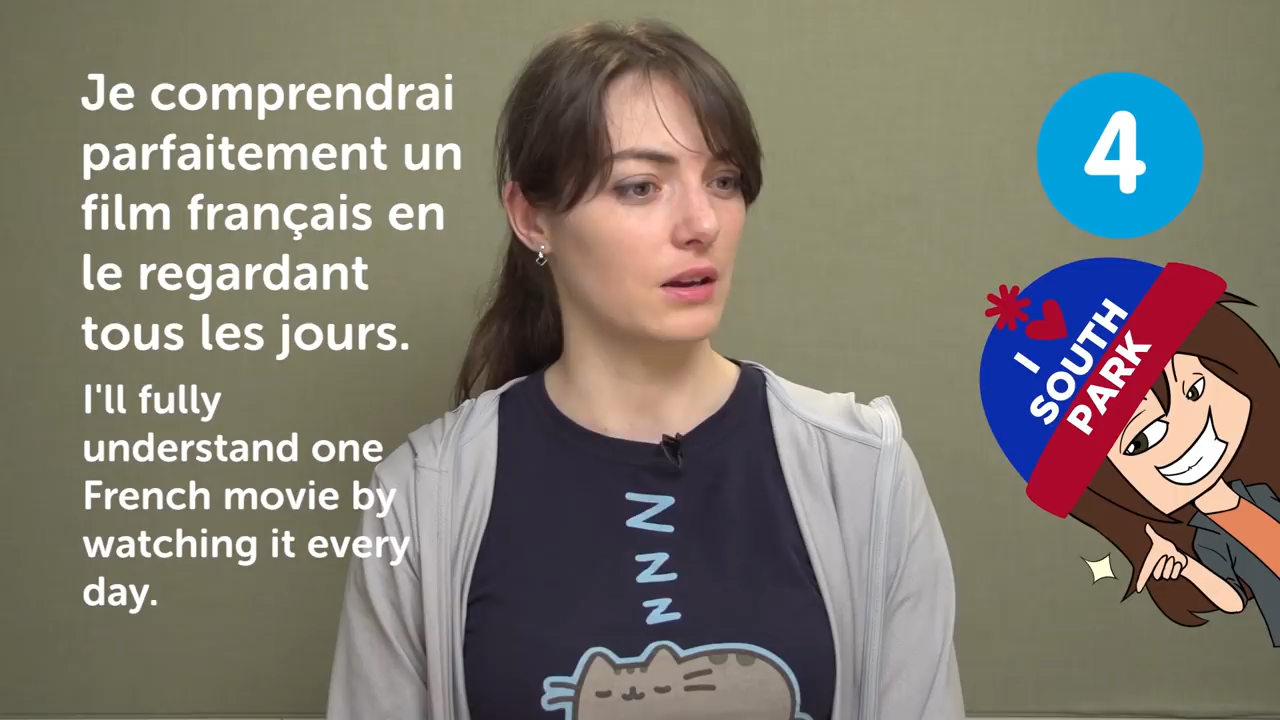 Je comprendrai
parfaitement un
film français en
le regardant
tous les jours.
I'll fully
understand one
French movie by
watching it every
day.
4
I
SOUTH
PARK
Z
Z
Z